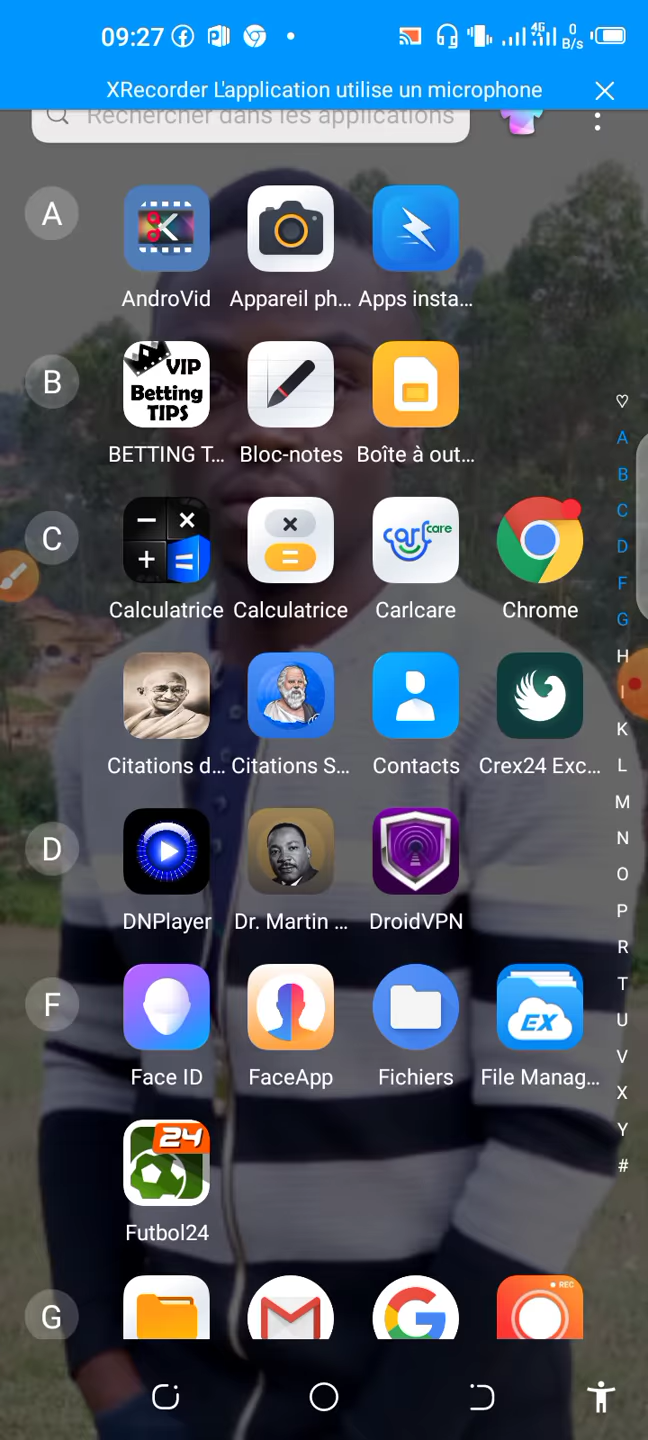 09:27
4G 0 B/s
XRecorder L'application utilise un microphone
Rechercher dans les applications
A
AndroVid Appareil ph... Apps insta...
VIP
Betting
TIPS
B
BETTING T... Bloc-notes Boîte à out...
carlcare
C
Calculatrice Calculatrice Carlcare Chrome
Citations d... Citations S... Contacts Crex24 Exc...
D
DNPlayer Dr. Martin ... DroidVPN
EX
F
Face ID FaceApp Fichiers File Manag...
24
Futbol24
REC
G
♡
A
B
C
D
F
G
H
I
K
L
M
N
O
P
R
T
U
V
X
Y
#